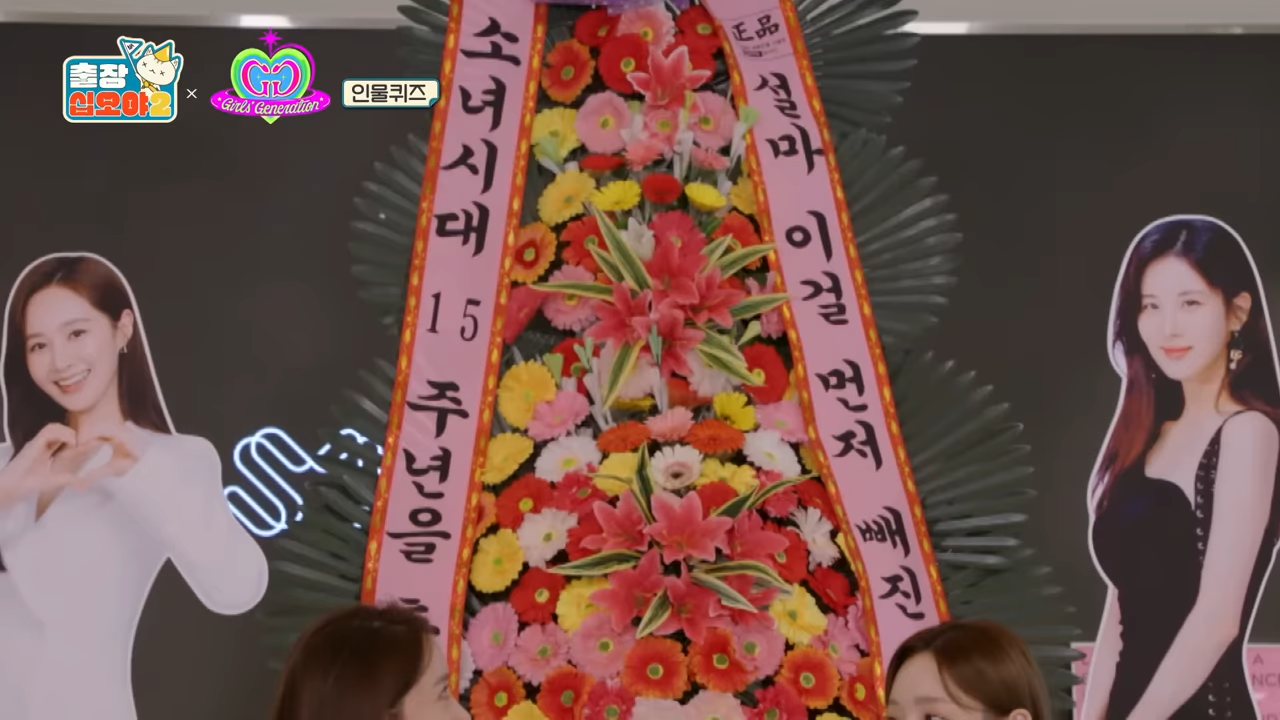 출장
십오야2
×
GG
Girls' Generation
인물퀴즈
소녀시대 15 주년을
正品
설마 이걸 먼저 빼진
A